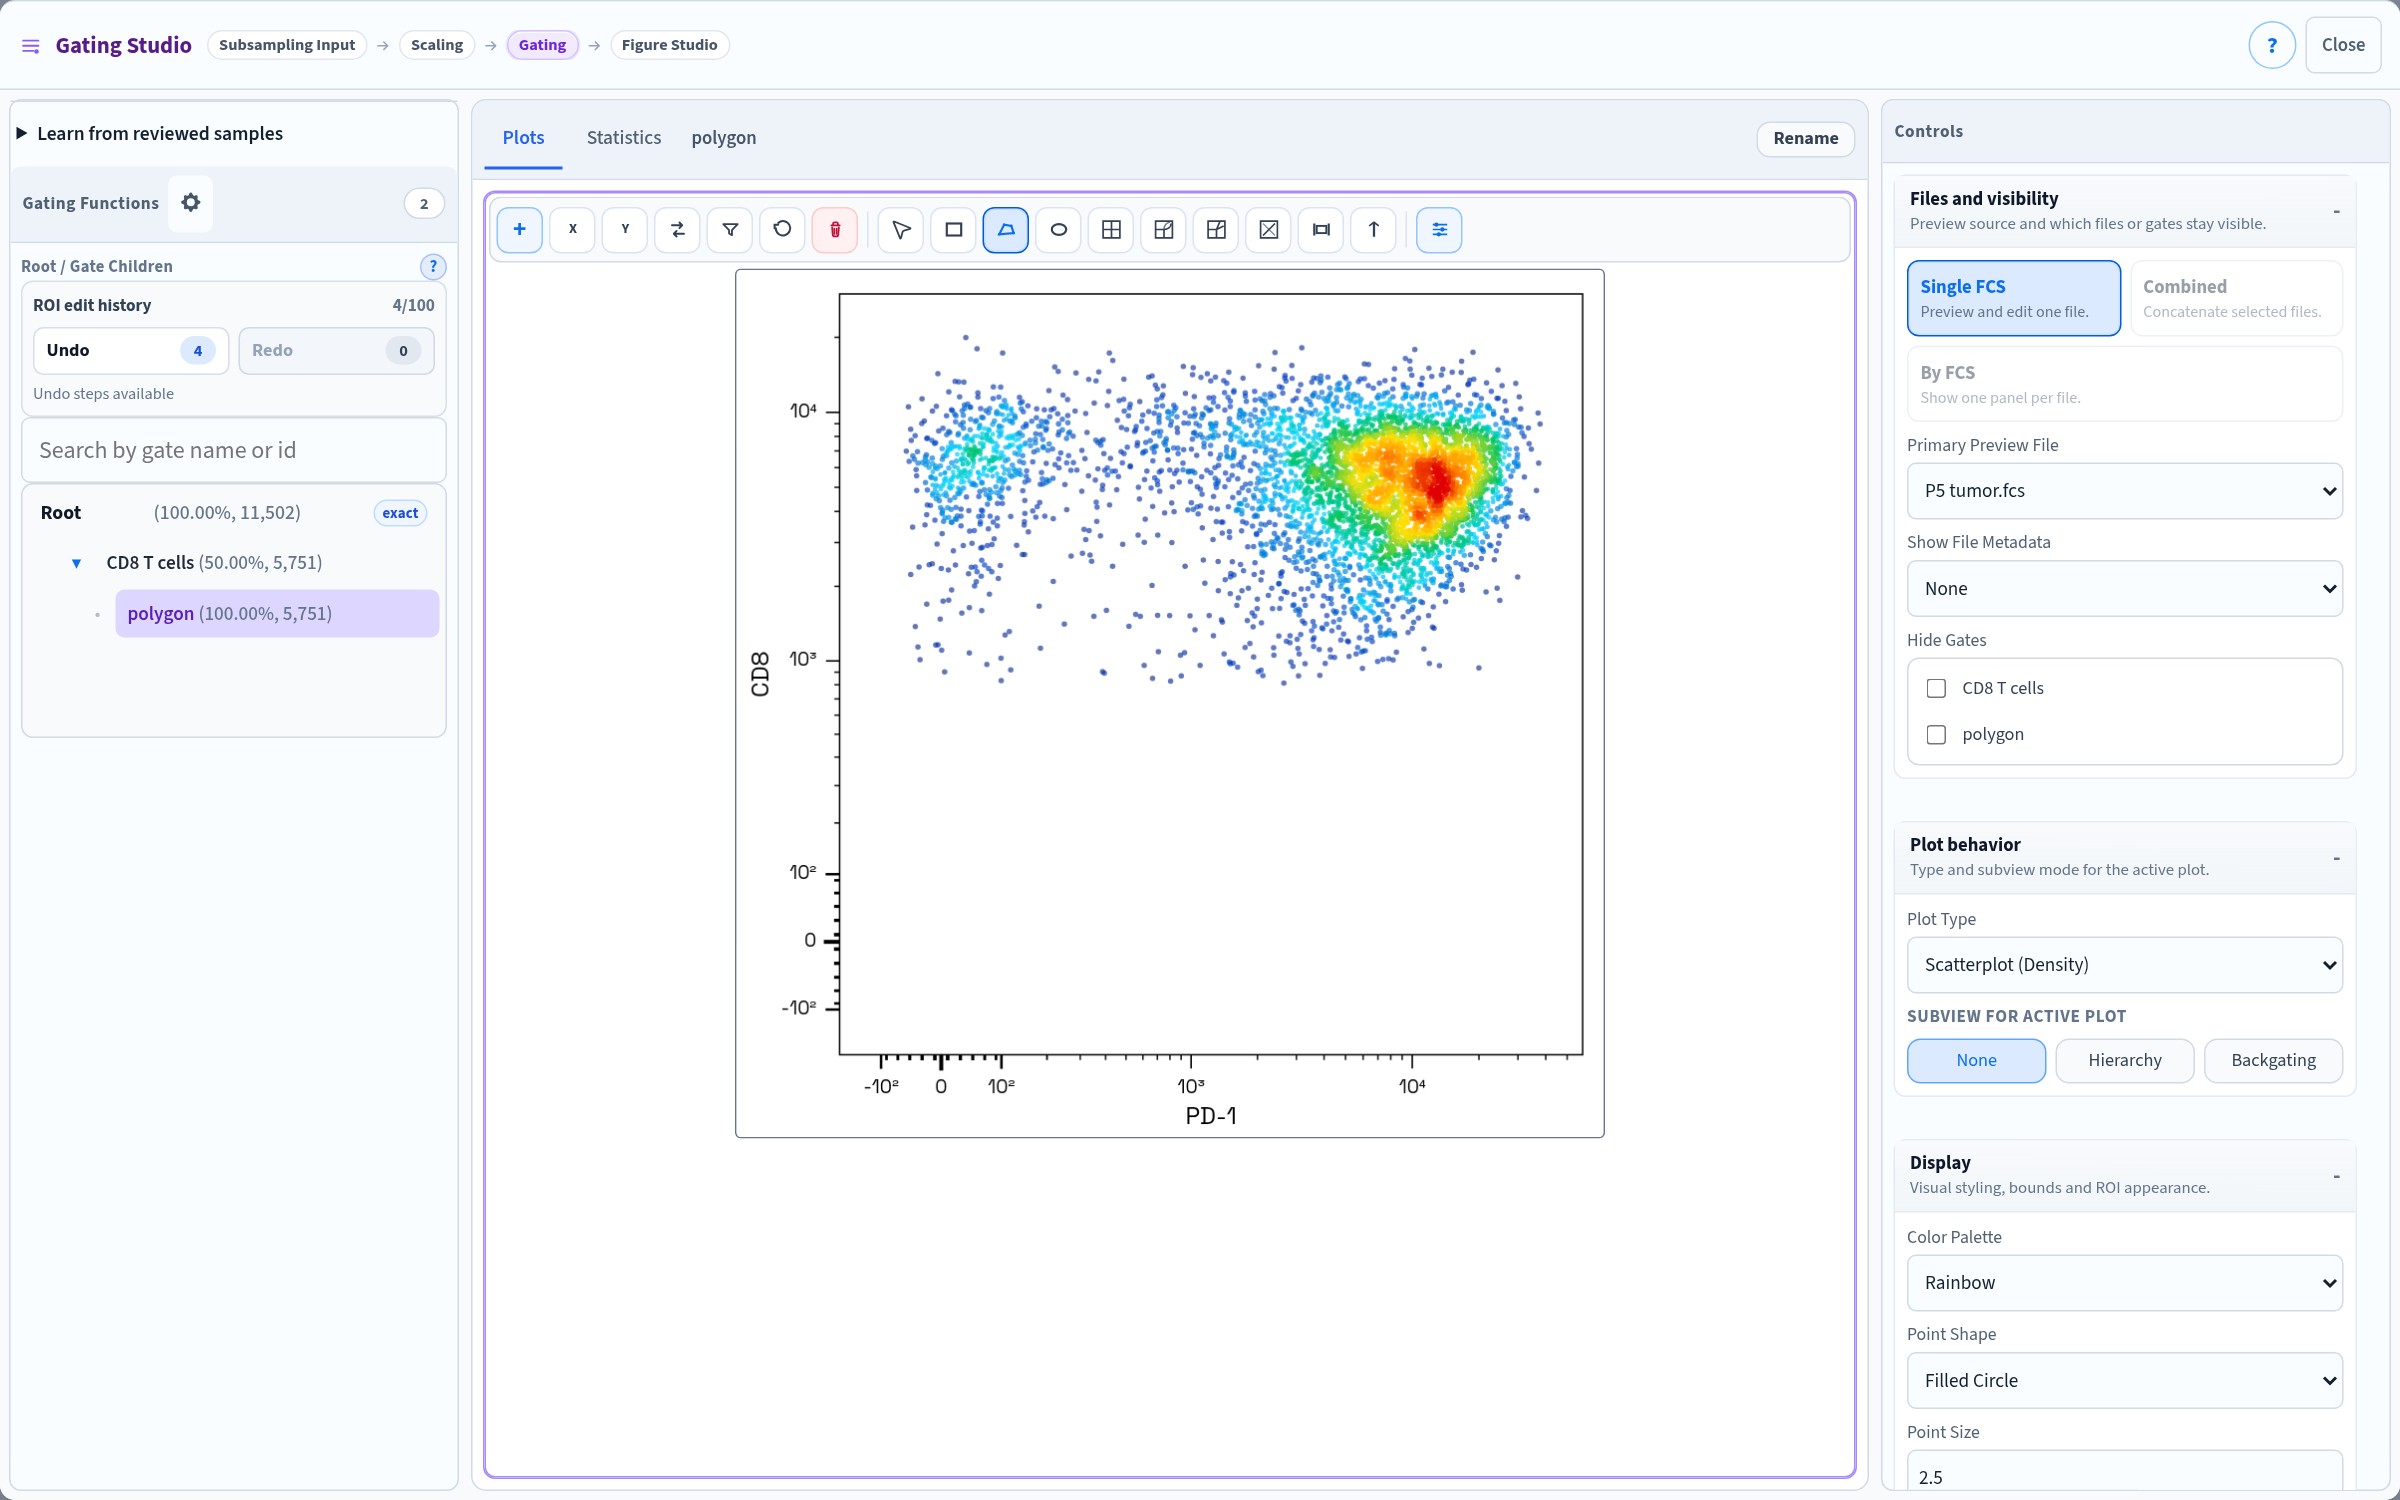 Gating Studio
Subsampling Input → Scaling → Gating → Figure Studio
?
Close
Learn from reviewed samples
Gating Functions
2
Root / Gate Children
?
ROI edit history
4/100
Undo 4
Redo 0
Undo steps available
Search by gate name or id
Root (100.00%, 11,502) exact
CD8 T cells (50.00%, 5,751)
polygon (100.00%, 5,751)
Plots
Statistics
polygon
Rename
+
X
Y
10⁴
10³
10²
0
-10²
CD8
-10²
0
10²
10³
10⁴
PD-1
Controls
Files and visibility
-
Preview source and which files or gates stay visible.
Single FCS
Preview and edit one file.
Combined
Concatenate selected files.
By FCS
Show one panel per file.
Primary Preview File
P5 tumor.fcs
Show File Metadata
None
Hide Gates
CD8 T cells
polygon
Plot behavior
-
Type and subview mode for the active plot.
Plot Type
Scatterplot (Density)
SUBVIEW FOR ACTIVE PLOT
None
Hierarchy
Backgating
Display
-
Visual styling, bounds and ROI appearance.
Color Palette
Rainbow
Point Shape
Filled Circle
Point Size
2.5